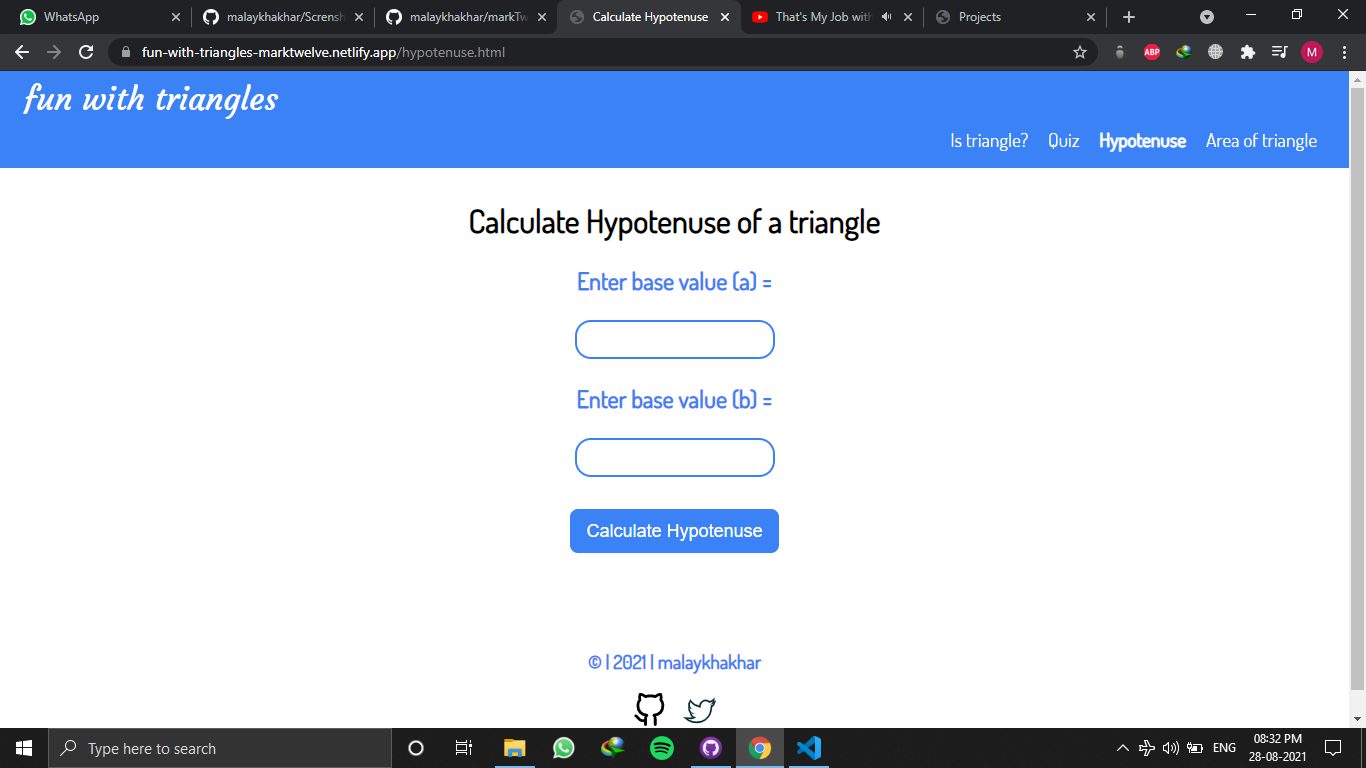 WhatsApp
malaykhakhar/Scrensh
malaykhakhar/markTw
Calculate Hypotenuse
That's My Job with
Projects
fun-with-triangles-marktwelve.netlify.app/hypotenuse.html
ABP
M
fun with triangles
Is triangle? Quiz Hypotenuse Area of triangle
Calculate Hypotenuse of a triangle
Enter base value (a) =
Enter base value (b) =
Calculate Hypotenuse
© | 2021 | malaykhakhar
Type here to search
ENG
08:32 PM
28-08-2021